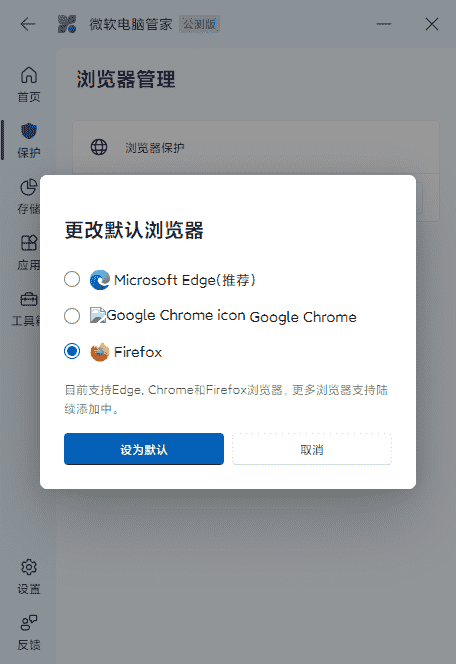 微软电脑管家 公测版
浏览器管理
首页
浏览器保护
保护
存储
应用
更改默认浏览器
Microsoft Edge(推荐)
Google Chrome icon Google Chrome
Firefox
目前支持Edge, Chrome和Firefox浏览器, 更多浏览器支持陆
续添加中。
设为默认 取消
设置
反馈